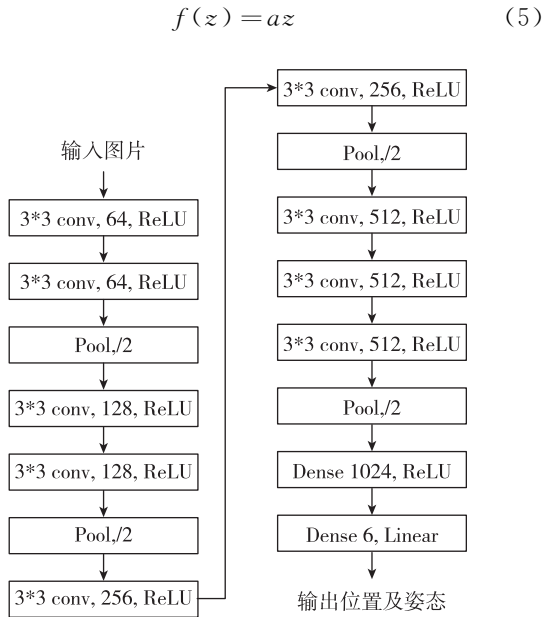 f(z)=az (5)
输入图片
3*3 conv, 64, ReLU
3*3 conv, 64, ReLU
Pool,/2
3*3 conv, 128, ReLU
3*3 conv, 128, ReLU
Pool,/2
3*3 conv, 256, ReLU
3*3 conv, 256, ReLU
Pool,/2
3*3 conv, 512, ReLU
3*3 conv, 512, ReLU
3*3 conv, 512, ReLU
Pool,/2
Dense 1024, ReLU
Dense 6, Linear
输出位置及姿态